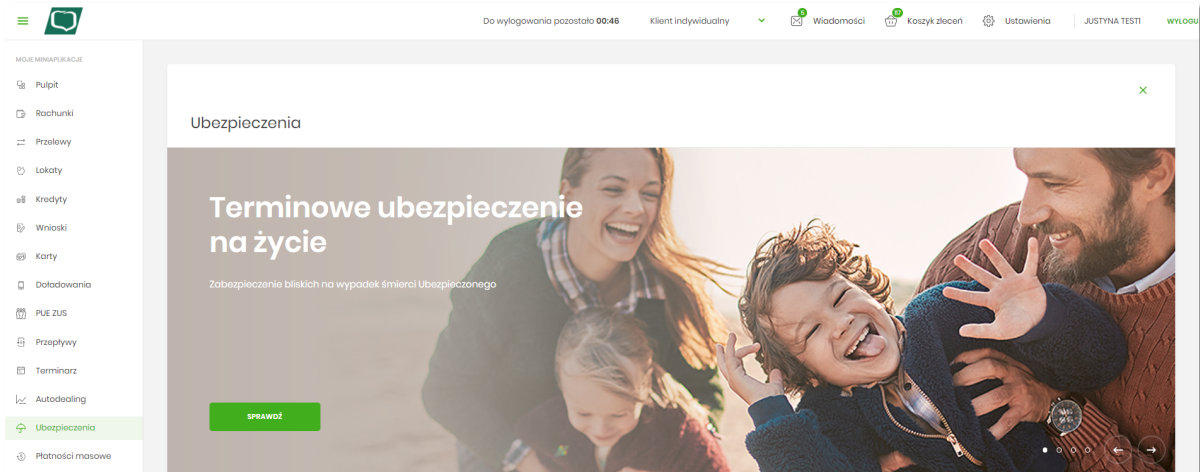 Do wylogowania pozostało 00:46
Klient indywidualny
5
Wiadomości
17
Koszyk zleceń
Ustawienia
JUSTYNA TEST1
WYLOGU
MOJE MINIAPLIKACJE
Pulpit
Rachunki
Przelewy
Lokaty
Kredyty
Wnioski
Karty
Doładowania
PUE ZUS
Przepływy
Terminarz
Autodealing
Ubezpieczenia
Płatności masowe
Ubezpieczenia
Terminowe ubezpieczenie
na życie
Zabezpieczenie bliskich na wypadek śmierci Ubezpieczonego
SPRAWDŹ